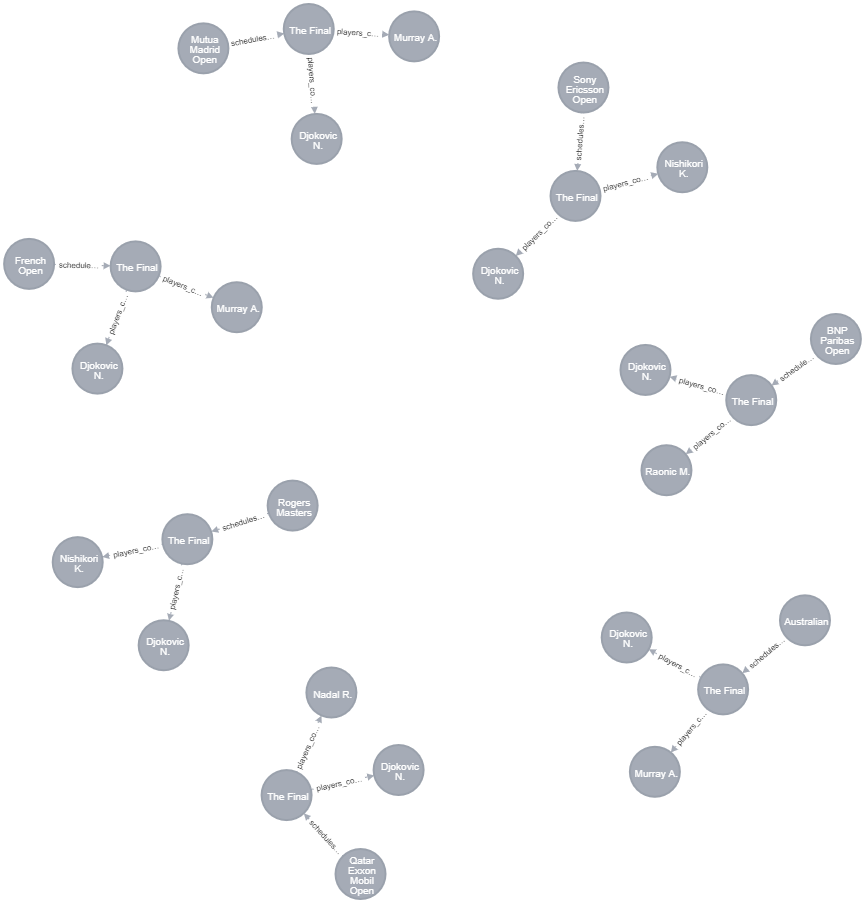 Mutua
Madrid
Open
schedules...
The Final
players_c...
Murray A.
players_co...
Djokovic
N.
Sony
Ericsson
Open
schedules...
The Final
players_co...
Nishikori
K.
players_co...
Djokovic
N.
French
Open
schedule...
The Final
players_c...
Murray A.
players_c...
Djokovic
N.
BNP
Paribas
Open
schedule...
The Final
players_co...
Djokovic
N.
players_co...
Raonic M.
Rogers
Masters
schedules...
The Final
players_co...
Nishikori
K.
players_c...
Djokovic
N.
Australian
schedules...
The Final
players_c...
Djokovic
N.
players_c...
Murray A.
Nadal R.
players_co...
The Final
players_co...
Djokovic
N.
schedules...
Qatar
Exxon
Mobil
Open